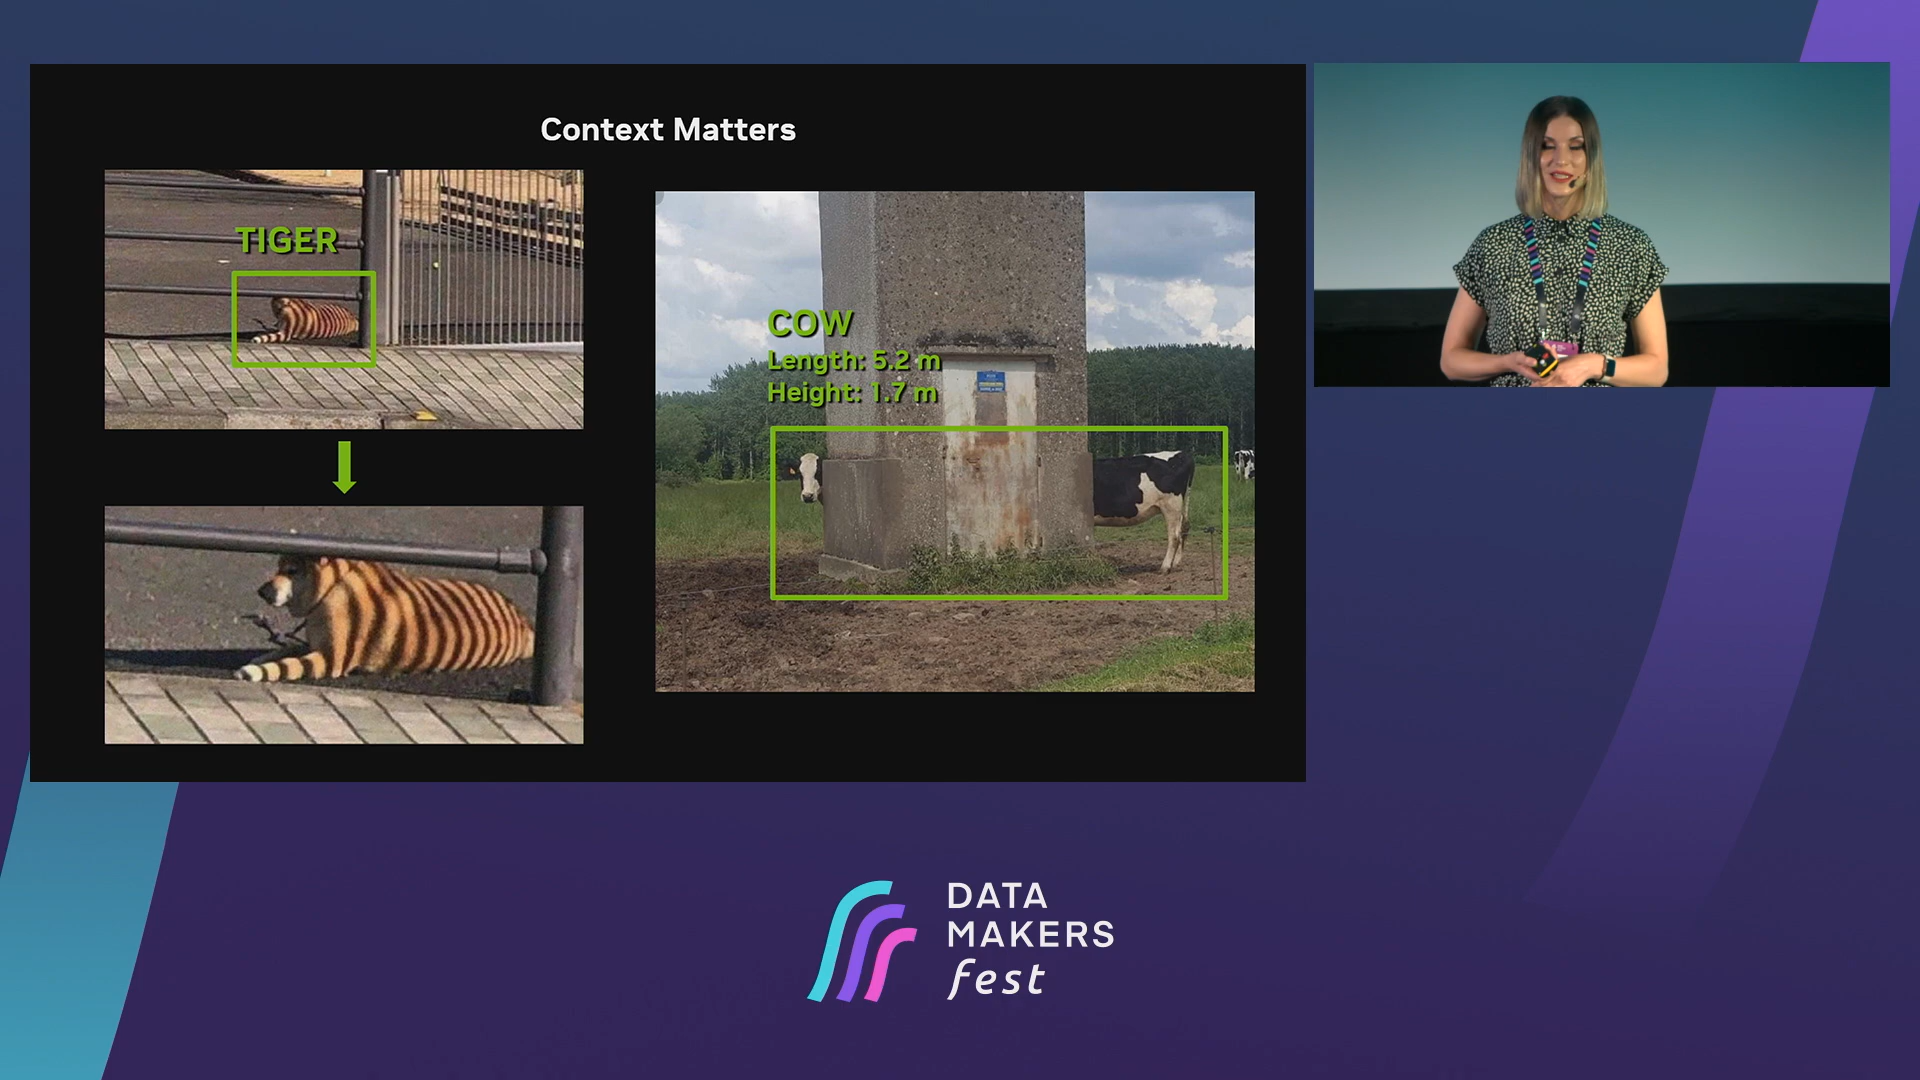 Context Matters
TIGER
COW
Length: 5.2 m
Height: 1.7 m
DATA
MAKERS
fest